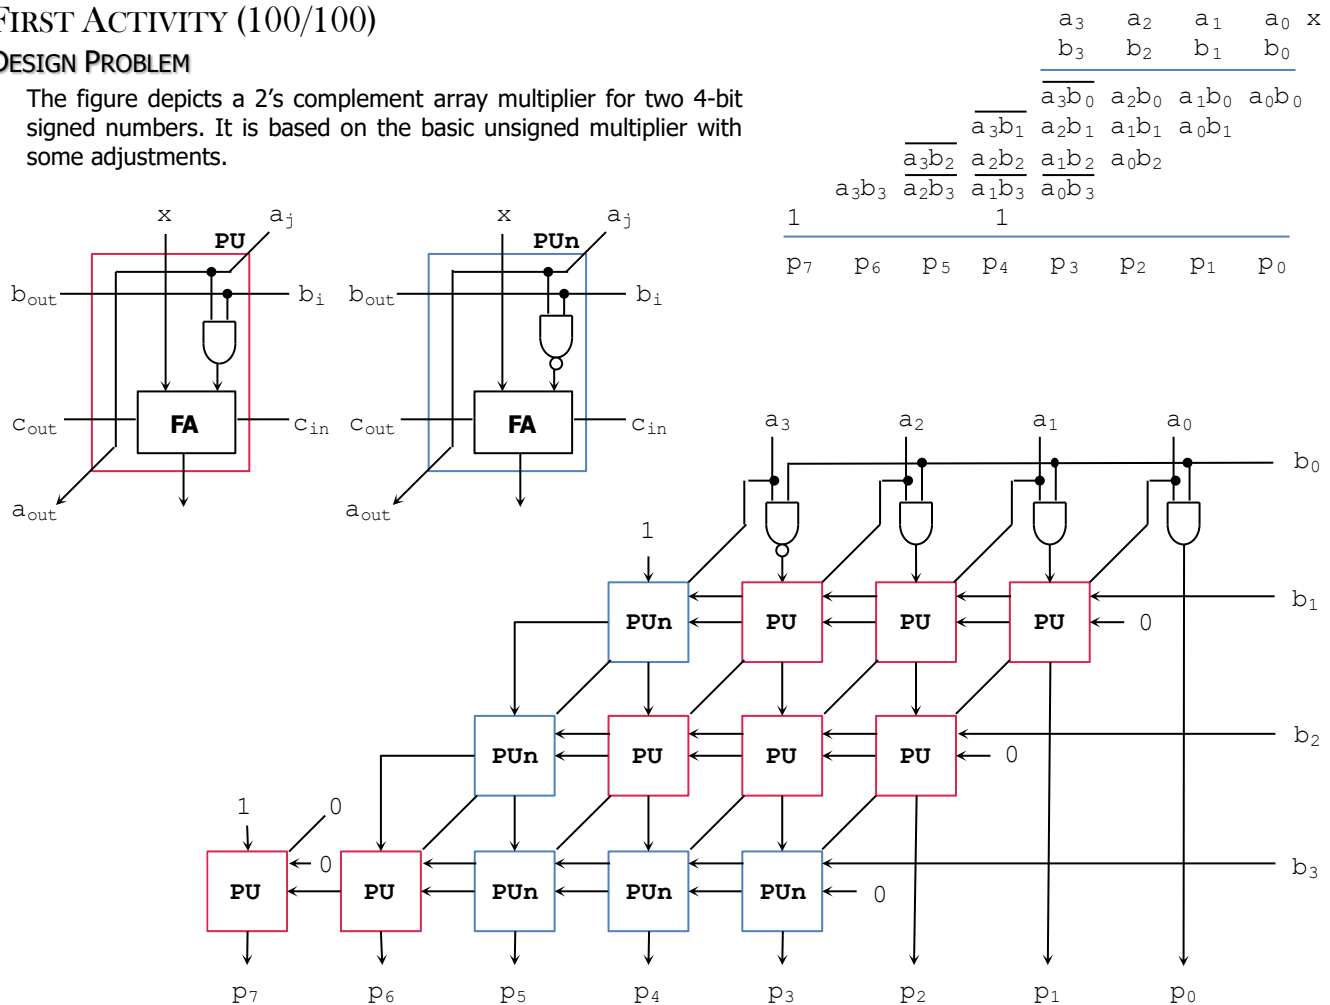 FIRST ACTIVITY (100/100)
DESIGN PROBLEM
The figure depicts a 2's complement array multiplier for two 4-bit
signed numbers. It is based on the basic unsigned multiplier with
some adjustments.
a3 a2 a1 a0 x
b3 b2 b1 b0
a3b0 a2b0 a1b0 a0b0
a3b1 a2b1 a1b1 a0b1
a3b2 a2b2 a1b2 a0b2
a3b3 a2b3 a1b3 a0b3
1 1
p7 p6 p5 p4 p3 p2 p1 p0
x aj
PU
bout bi
cout FA cin
aout
x aj
PUn
bout bi
cout FA cin
aout
a3 a2 a1 a0
b0
1
b1
PUn PU PU PU 0
b2
PUn PU PU PU 0
1 0
0 b3
PU PU PUn PUn PUn 0
p7 p6 p5 p4 p3 p2 p1 p0